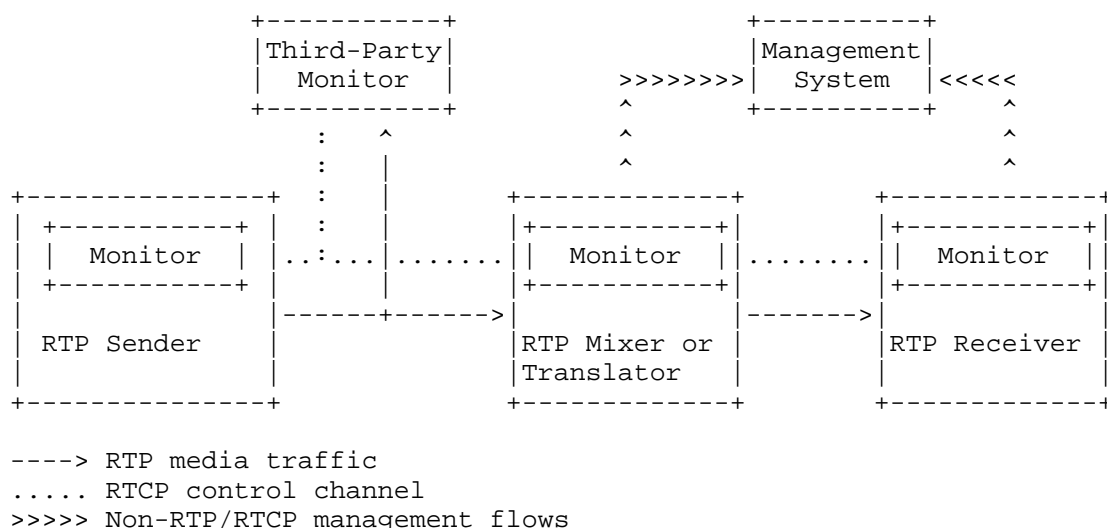 Third-Party
Monitor
Management
System
Monitor
Monitor
Monitor
RTP Sender
RTP Mixer or
Translator
RTP Receiver
----> RTP media traffic
..... RTCP control channel
>>>>> Non-RTP/RTCP management flows